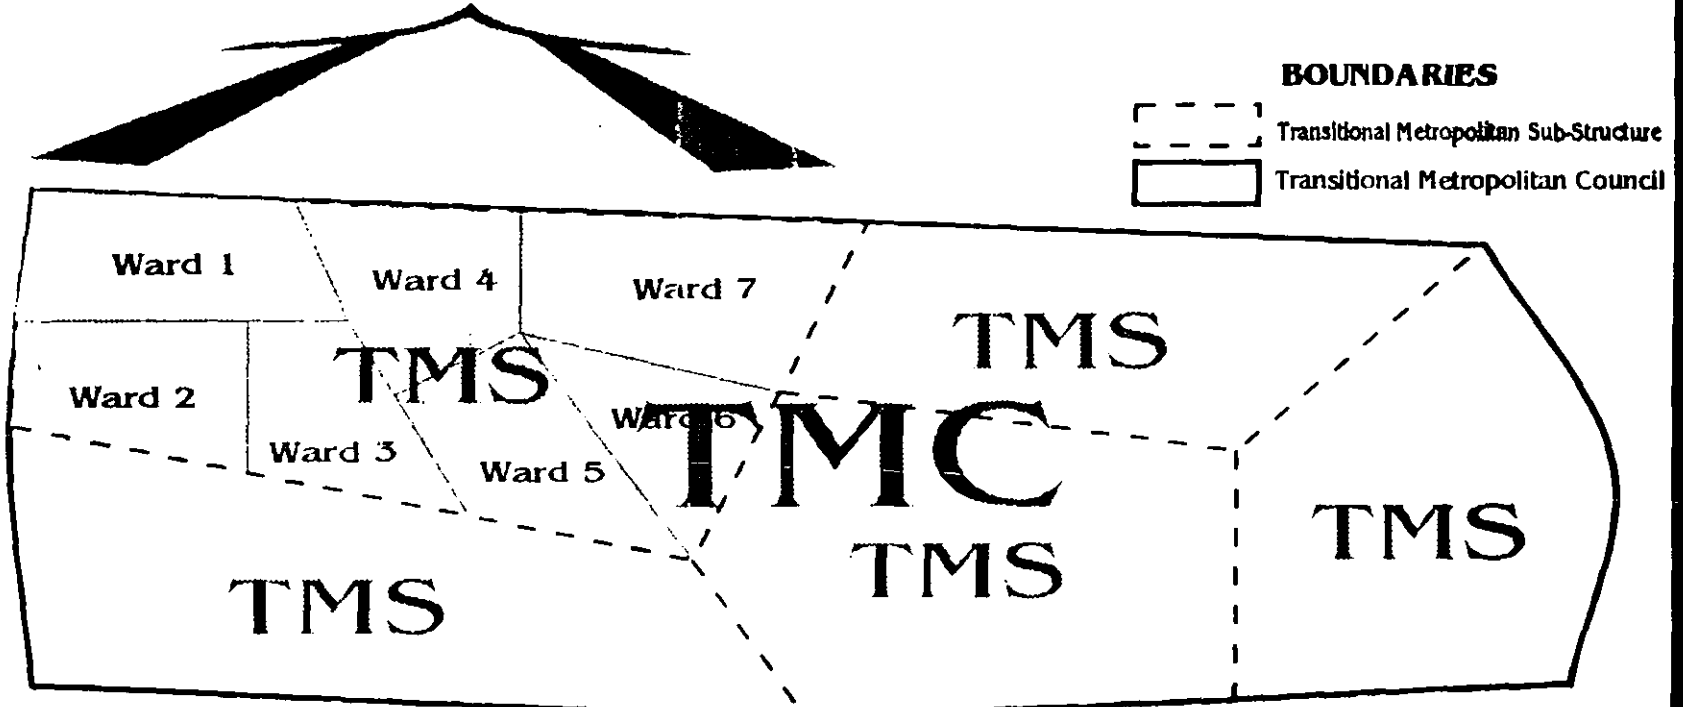 BOUNDARIES
Transitional Metropolitan Sub-Structure
Transitional Metropolitan Council
Ward 1
Ward 4
Ward 7
TMS
TMS
Ward 2
Ward 6
TMC
Ward 3
Ward 5
TMS
TMS
TMS